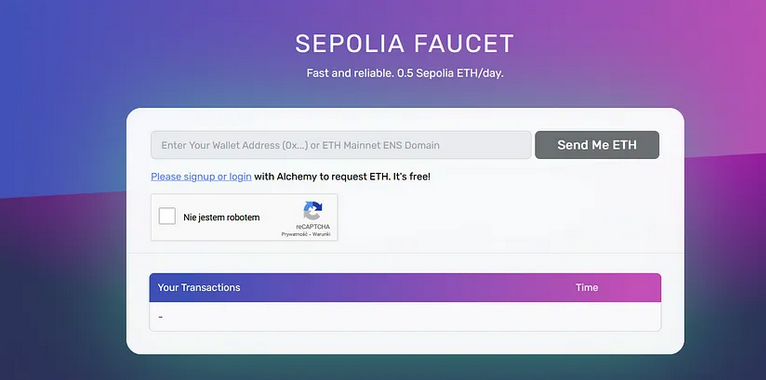 SEPOLIA FAUCET
Fast and reliable. 0.5 Sepolia ETH/day.
Enter Your Wallet Address (0x...) or ETH Mainnet ENS Domain
Send Me ETH
Please signup or login with Alchemy to request ETH. It's free!
Nie jestem robotem
reCAPTCHA
Prywatność - Warunki
Your Transactions Time
-